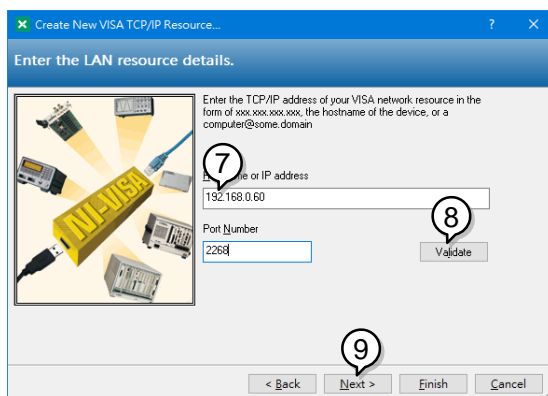 Create New VISA TCP/IP Resource...
?
Enter the LAN resource details.
Enter the TCP/IP address of your VISA network resource in the
form of xxx.xxx.xxx.xxx, the hostname of the device, or a
computer@some.domain
NI-VISA
7
or IP address
192.168.0.60
8
Port Number
2268
Validate
9
< Back
Next >
Finish
Cancel